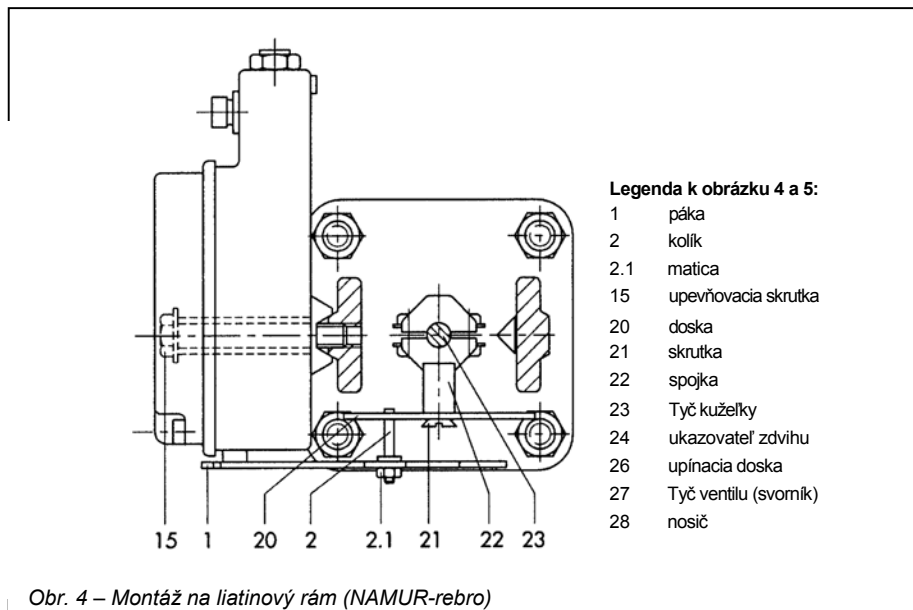 Legenda k obrázku 4 a 5:
1 páka
2 kolík
2.1 matica
15 upevňovacia skrutka
20 doska
21 skrutka
22 spojka
23 Tyč kužeľky
24 ukazovateľ zdvihu
26 upínacia doska
27 Tyč ventilu (svorník)
28 nosič
15 1 20 2 2.1 21 22 23
Obr. 4 – Montáž na liatinový rám (NAMUR-rebro)